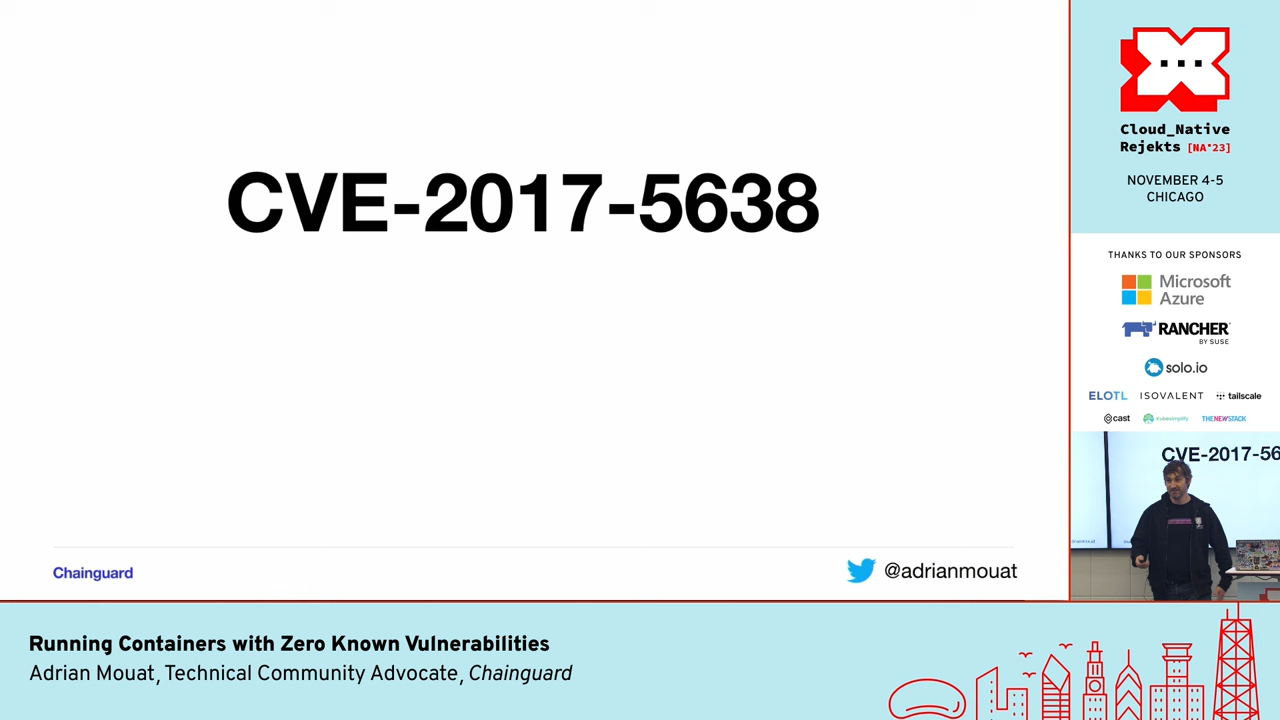 CVE-2017-5638
Chainguard
@adrianmouat
Cloud_Native
Rejekts [NA'23]
NOVEMBER 4-5
CHICAGO
THANKS TO OUR SPONSORS
Microsoft
Azure
RANCHER
BY SUSE
solo.io
ELOTL ISOVALENT tailscale
cast kubesimplify THENEWSTACK
CVE-2017-56
Running Containers with Zero Known Vulnerabilities
Adrian Mouat, Technical Community Advocate, Chainguard